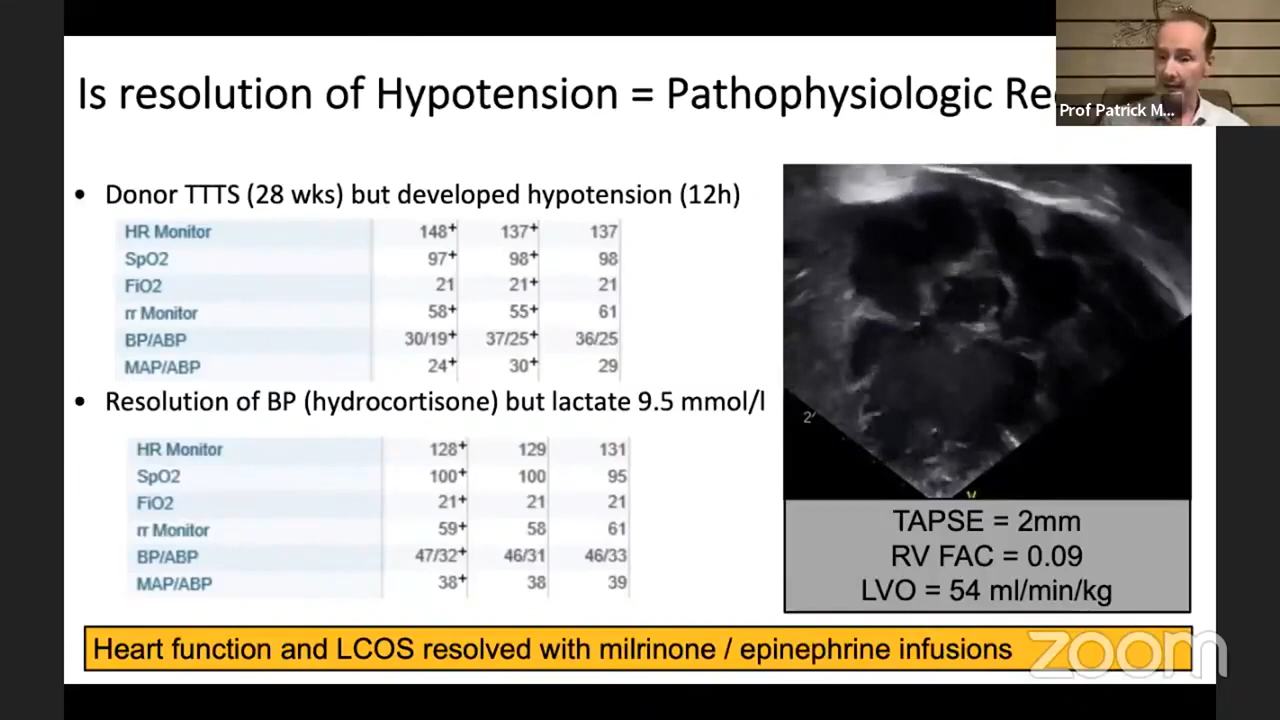 Is resolution of Hypotension = Pathophysiologic
Prof Patrick M...
• Donor TTTS (28 wks) but developed hypotension (12h)
HR Monitor 148+ 137+ 137
SpO2 97+ 98+ 98
FiO2 21 21+ 21
rr Monitor 58+ 55+ 61
BP/ABP 30/19+ 37/25+ 36/25
MAP/ABP 24+ 30+ 29
• Resolution of BP (hydrocortisone) but lactate 9.5 mmol/l
HR Monitor 128+ 129 131
SpO2 100+ 100 95
FiO2 21+ 21 21
rr Monitor 59+ 58 61
BP/ABP 47/32+ 46/31 46/33
MAP/ABP 38+ 38 39
V
TAPSE = 2mm
RV FAC = 0.09
LVO = 54 ml/min/kg
Heart function and LCOS resolved with milrinone / epinephrine infusions
zoom